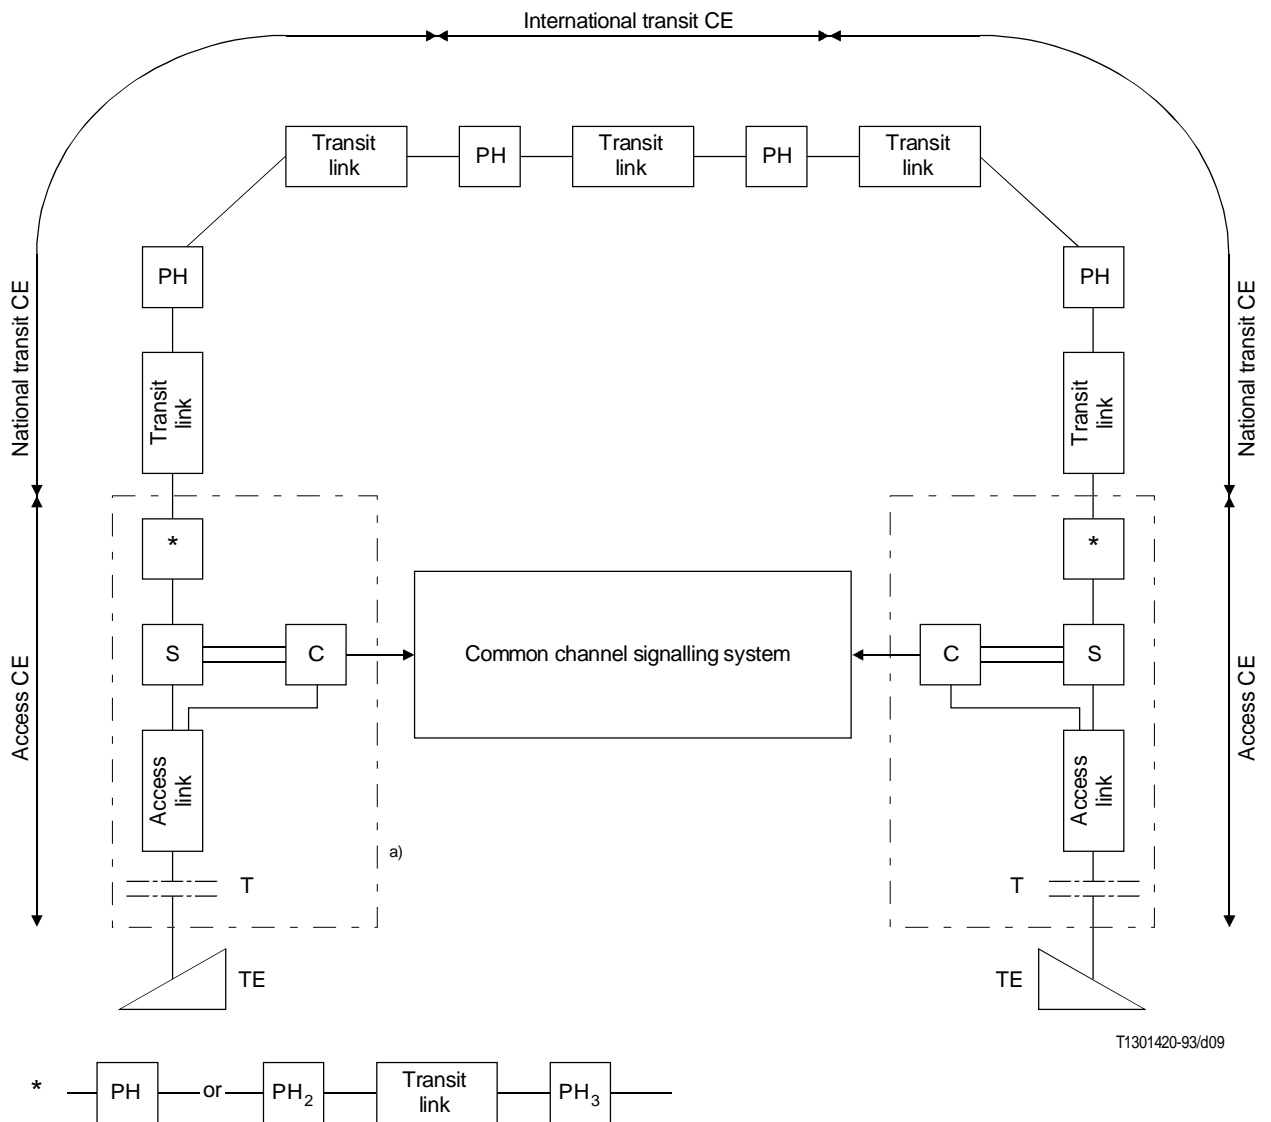 International transit CE
Transit
link
PH
Transit
link
PH
Transit
link
PH
PH
National transit CE
National transit CE
Transit
link
Transit
link
*
*
S
C
Common channel signalling system
C
S
Access CE
Access CE
Access
link
Access
link
a)
T
T
TE
TE
T1301420-93/d09
* PH or PH2 Transit
link
PH3